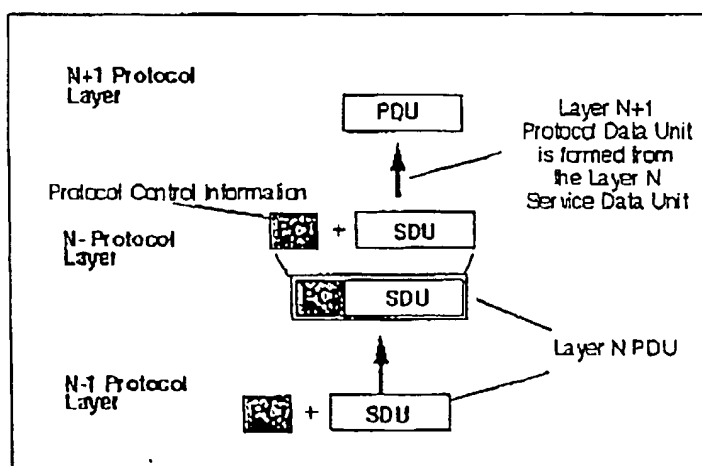 N+1 Protocol
Layer
PDU
Layer N+1
Protocol Data Unit
is formed from
the Layer N
Service Data Unit
Protocol Control Information
+
SDU
N- Protocol
Layer
SDU
Layer N PDU
N-1 Protocol
Layer
+
SDU